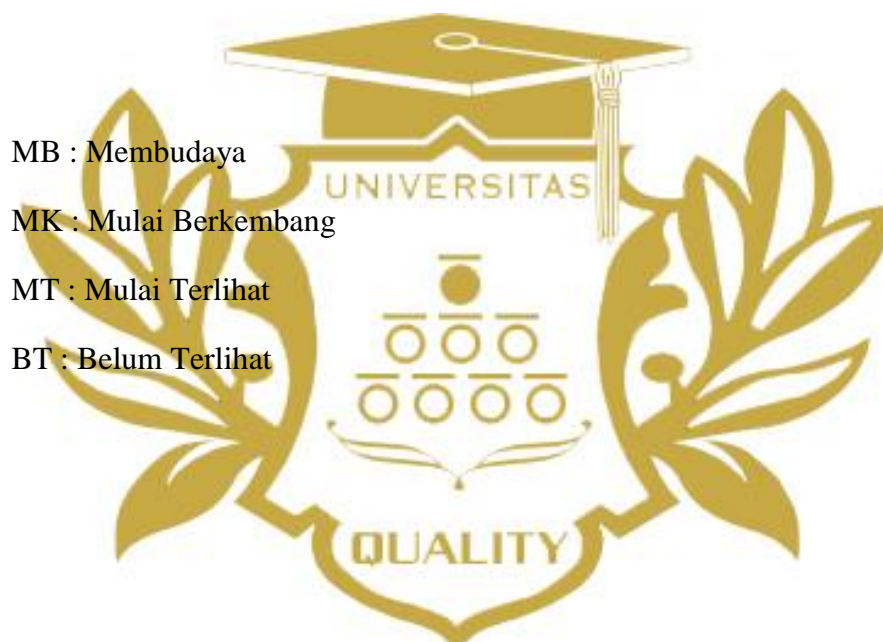 MB : Membudaya
UNIVERSITAS
MK : Mulai Berkembang
MT : Mulai Terlihat
BT : Belum Terlihat
QUALITY